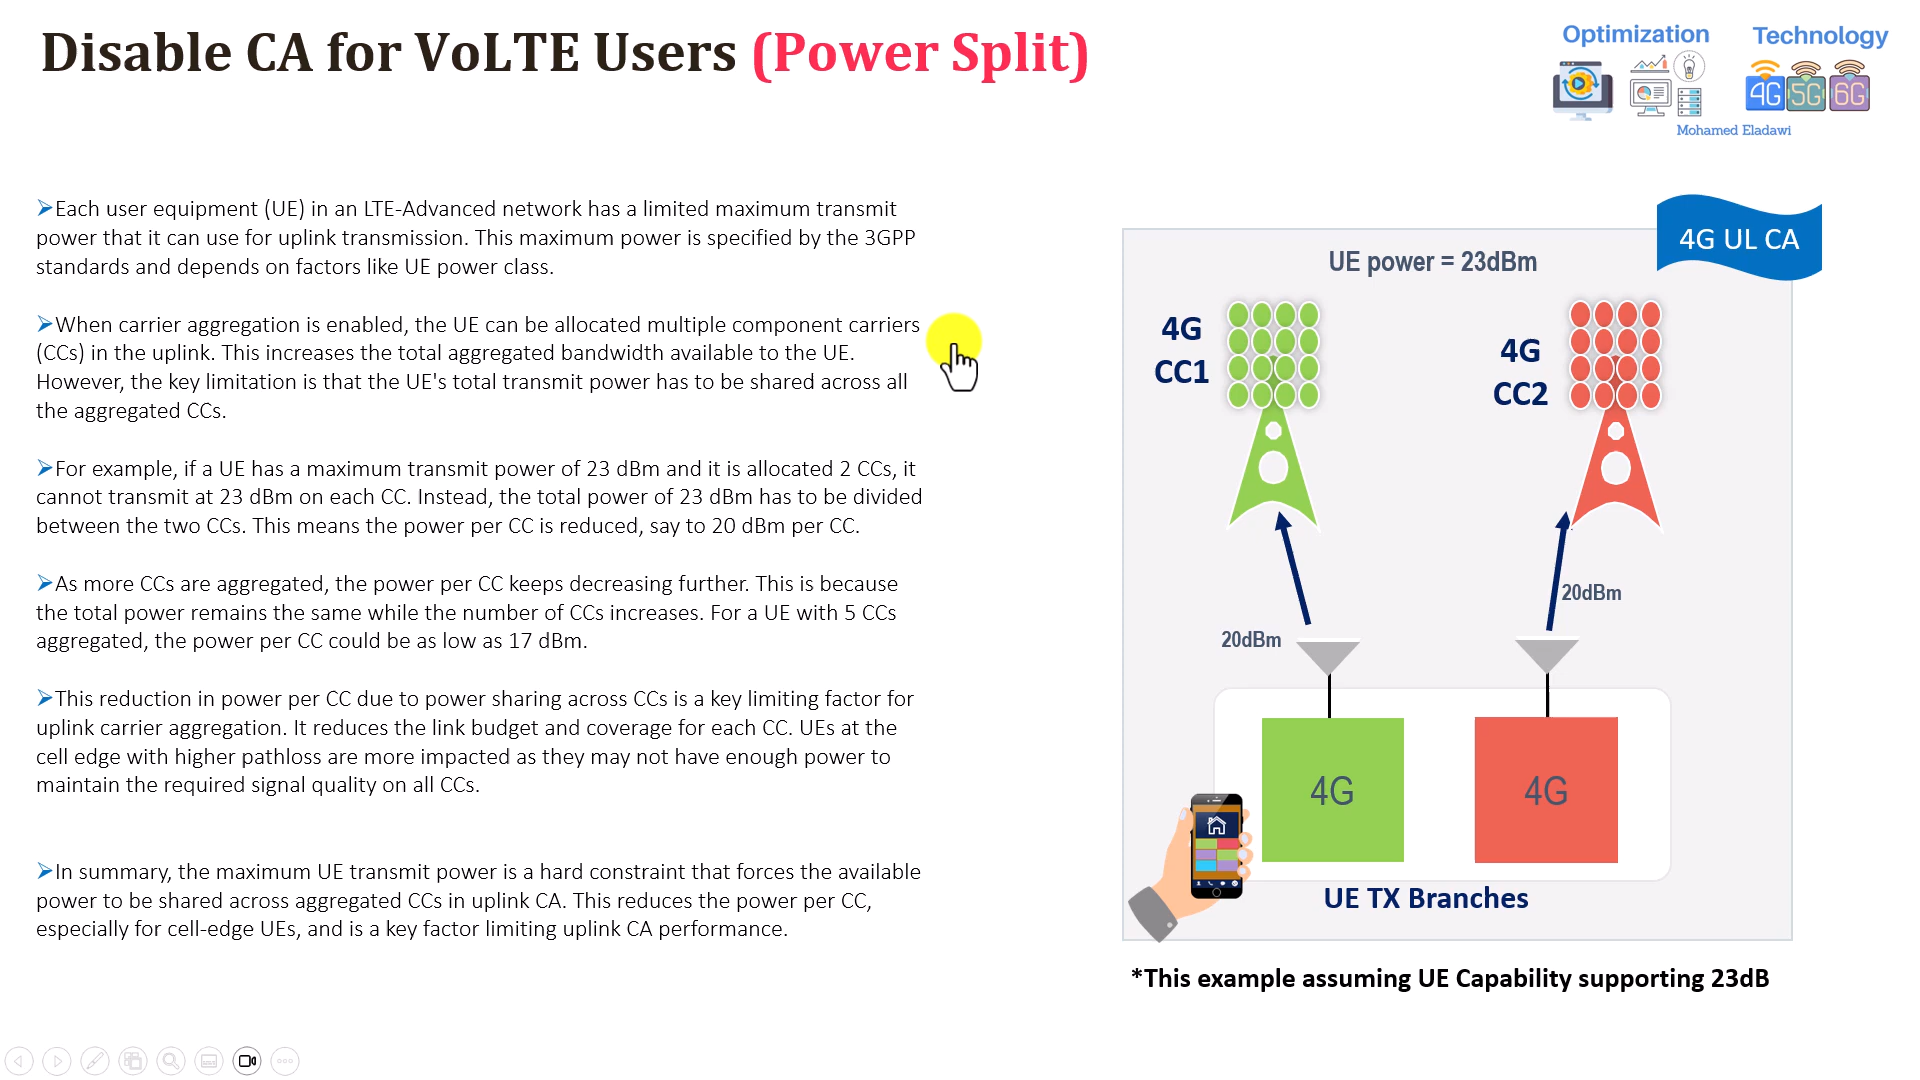 Disable CA for VoLTE Users (Power Split)
Optimization
Technology
4G 5G 6G
Mohamed Eladawi
➢Each user equipment (UE) in an LTE-Advanced network has a limited maximum transmit
power that it can use for uplink transmission. This maximum power is specified by the 3GPP
standards and depends on factors like UE power class.
➢When carrier aggregation is enabled, the UE can be allocated multiple component carriers
(CCs) in the uplink. This increases the total aggregated bandwidth available to the UE.
However, the key limitation is that the UE's total transmit power has to be shared across all
the aggregated CCs.
➢For example, if a UE has a maximum transmit power of 23 dBm and it is allocated 2 CCs, it
cannot transmit at 23 dBm on each CC. Instead, the total power of 23 dBm has to be divided
between the two CCs. This means the power per CC is reduced, say to 20 dBm per CC.
➢As more CCs are aggregated, the power per CC keeps decreasing further. This is because
the total power remains the same while the number of CCs increases. For a UE with 5 CCs
aggregated, the power per CC could be as low as 17 dBm.
➢This reduction in power per CC due to power sharing across CCs is a key limiting factor for
uplink carrier aggregation. It reduces the link budget and coverage for each CC. UEs at the
cell edge with higher pathloss are more impacted as they may not have enough power to
maintain the required signal quality on all CCs.
➢In summary, the maximum UE transmit power is a hard constraint that forces the available
power to be shared across aggregated CCs in uplink CA. This reduces the power per CC,
especially for cell-edge UEs, and is a key factor limiting uplink CA performance.
4G UL CA
UE power = 23dBm
4G
CC1
4G
CC2
20dBm
20dBm
4G
4G
UE TX Branches
*This example assuming UE Capability supporting 23dB